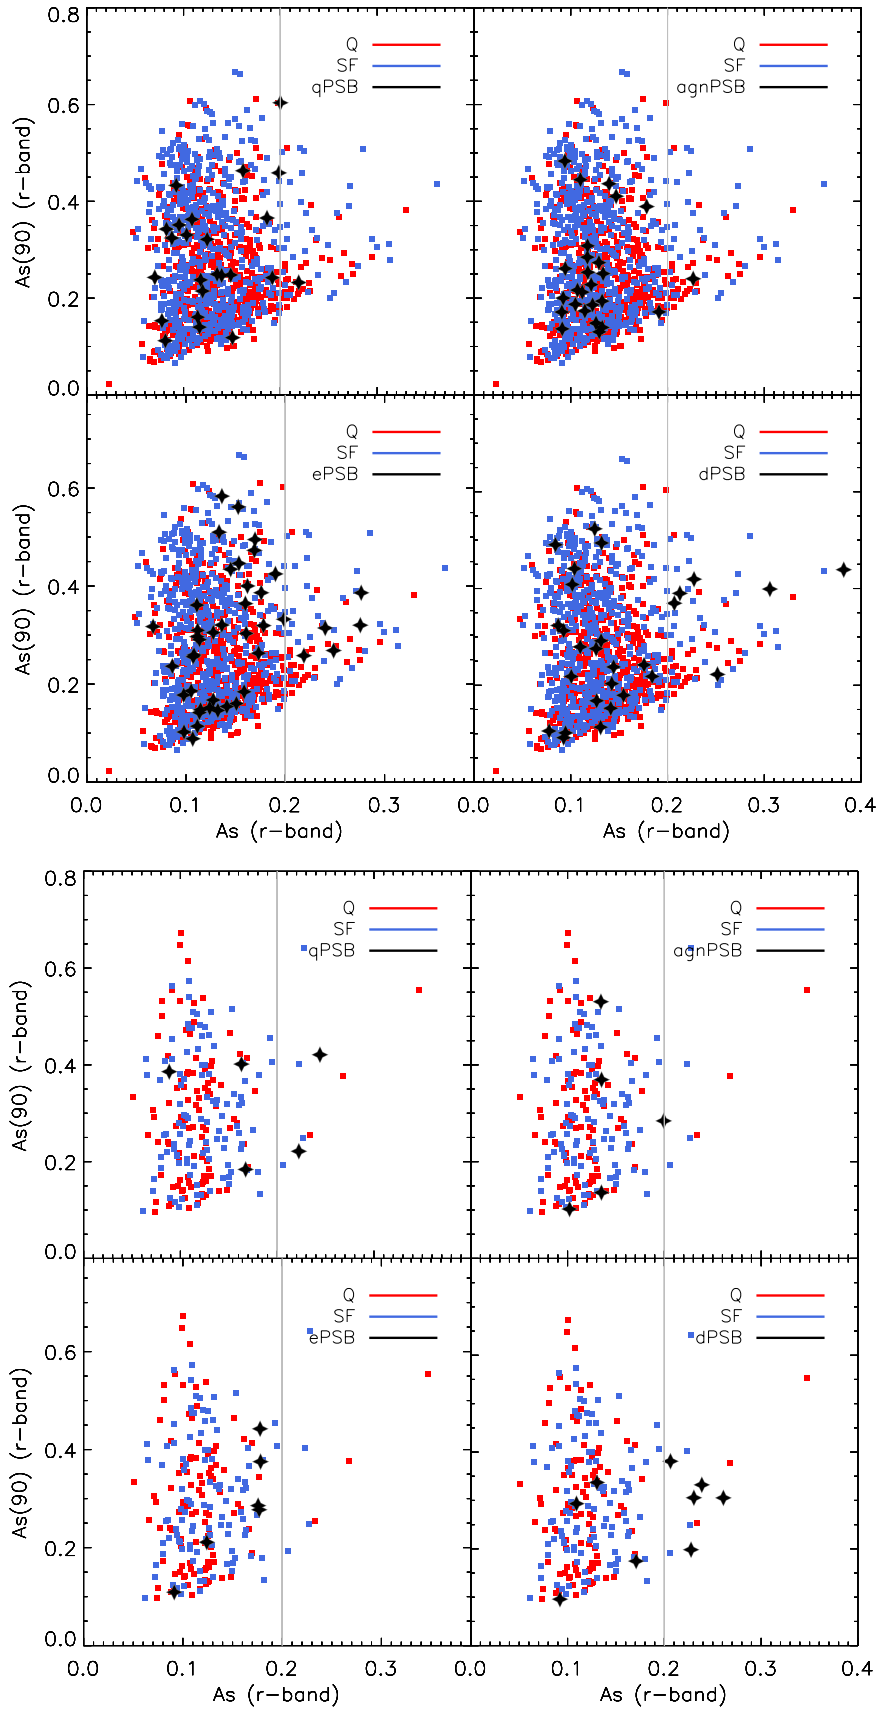 0.8
Q
Q
SF
SF
qPSB
agnPSB
0.6
0.4
0.2
0.0
As(90) (r-band)
Q
Q
SF
SF
ePSB
dPSB
0.6
0.4
0.2
0.0
As(90) (r-band)
0.0 0.1 0.2 0.3 0.0 0.1 0.2 0.3 0.4
As (r-band) As (r-band)
0.8
Q
Q
SF
SF
qPSB
agnPSB
0.6
0.4
0.2
0.0
As(90) (r-band)
Q
Q
SF
SF
ePSB
dPSB
0.6
0.4
0.2
0.0
As(90) (r-band)
0.0 0.1 0.2 0.3 0.0 0.1 0.2 0.3 0.4
As (r-band) As (r-band)